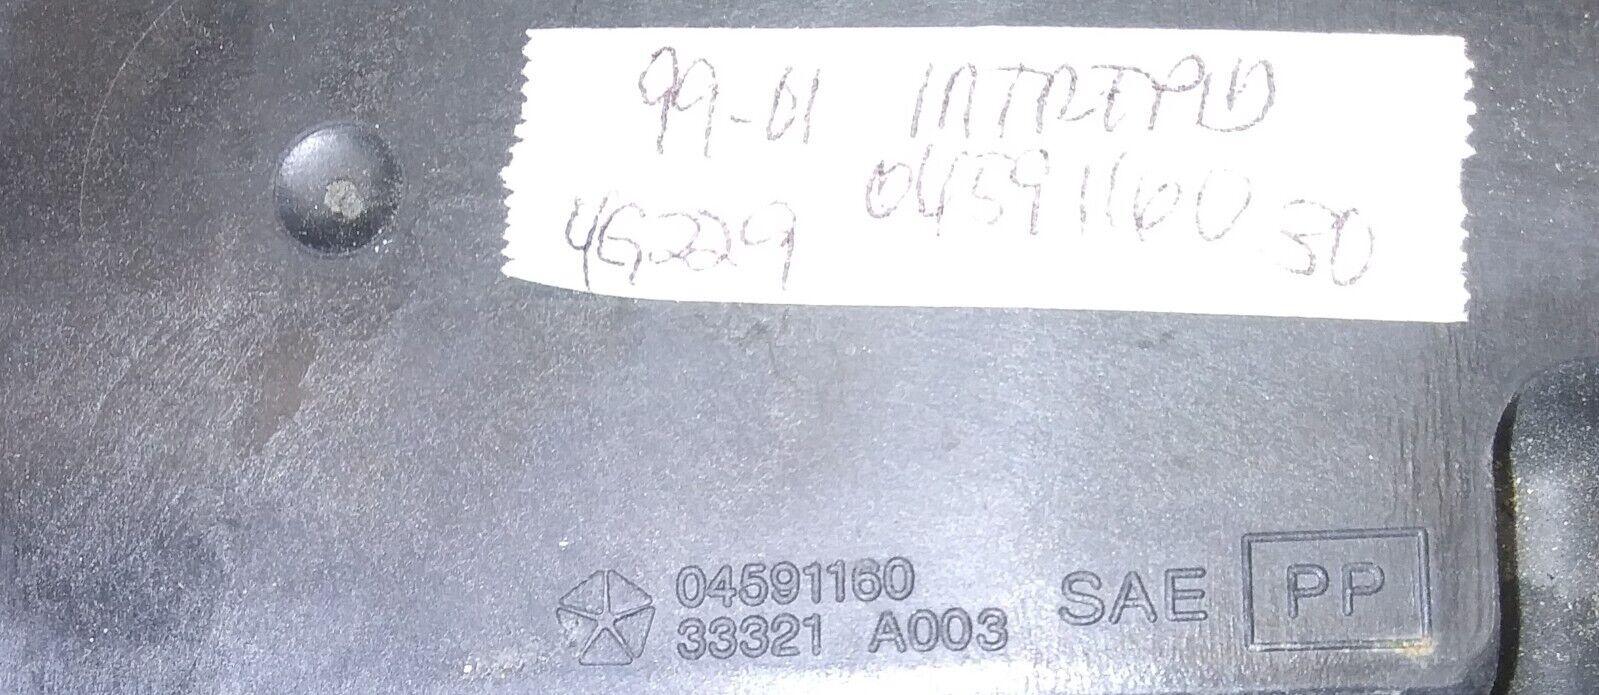 99-01 INTREPID
04591160
4G229
50
04591160
33321 A003
SAE PP